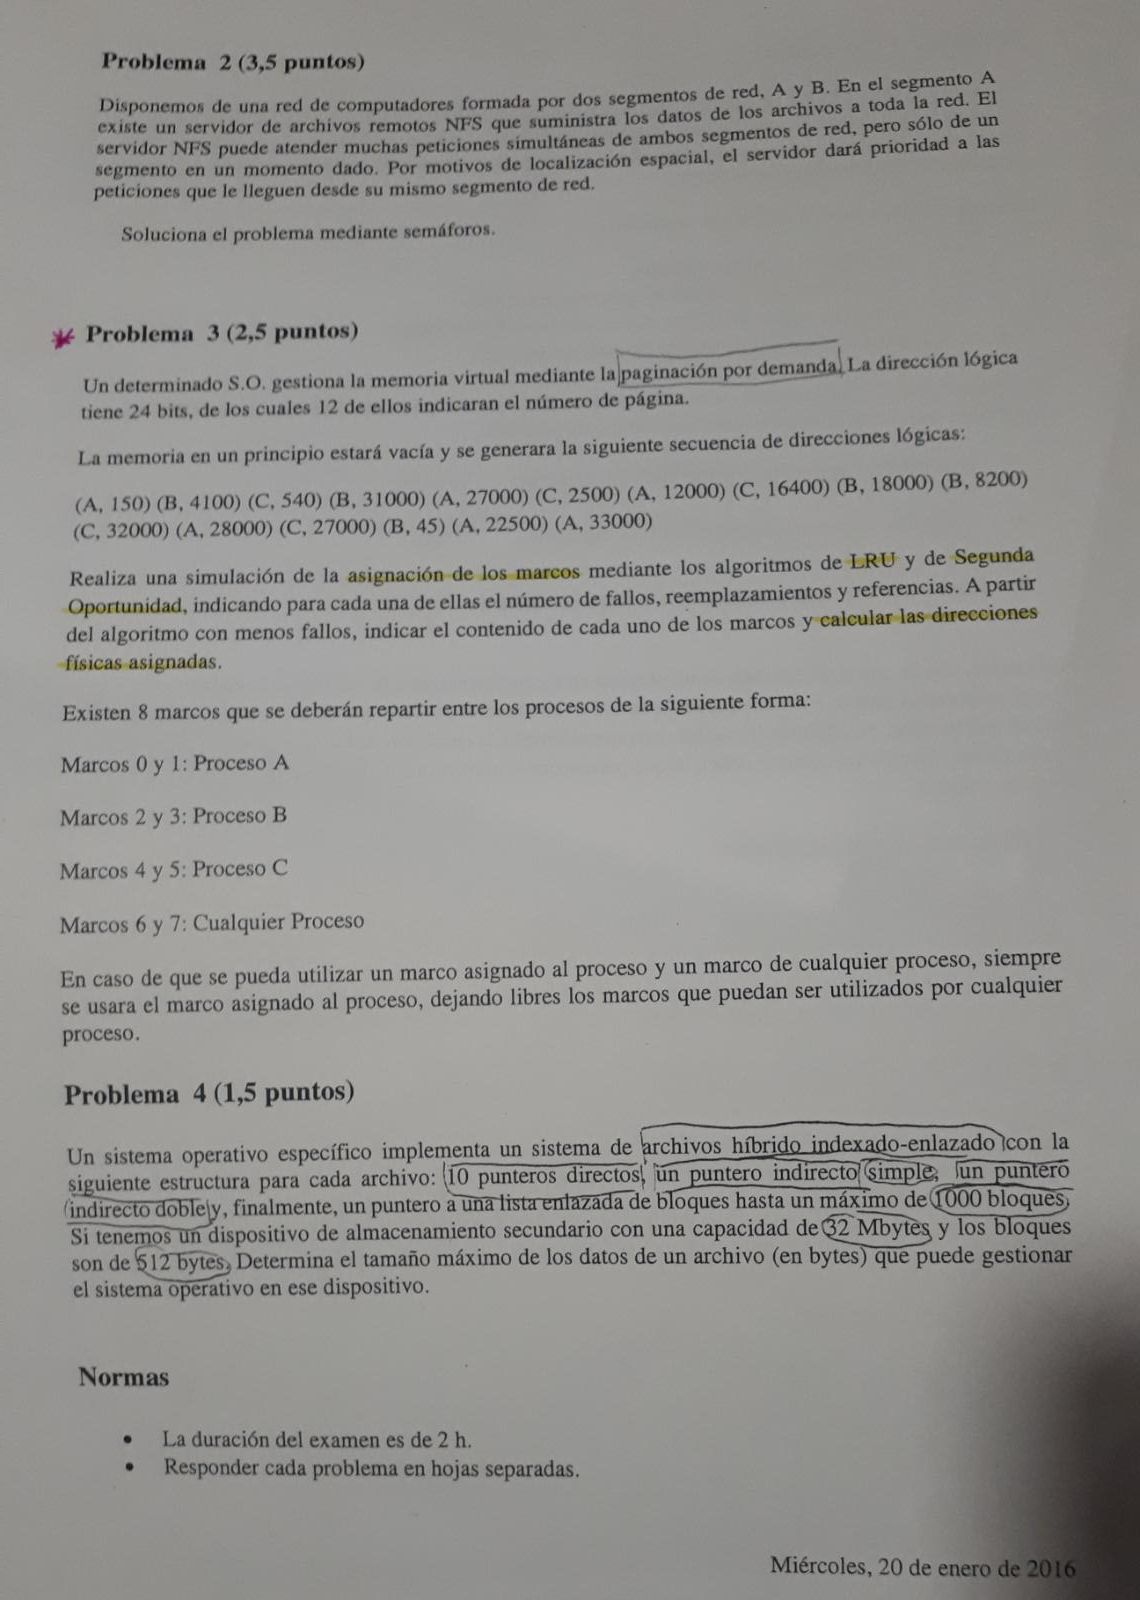 Problema 2 (3,5 puntos)
Disponemos de una red de computadores formada por dos segmentos de red, A y B. En el segmento A
existe un servidor de archivos remotos NFS que suministra los datos de los archivos a toda la red. El
servidor NFS puede atender muchas peticiones simultáneas de ambos segmentos de red, pero sólo de un
segmento en un momento dado. Por motivos de localización espacial, el servidor dará prioridad a las
peticiones que le lleguen desde su mismo segmento de red.
Soluciona el problema mediante semáforos.
Problema 3 (2,5 puntos)
Un determinado S.O. gestiona la memoria virtual mediante la paginación por demanda. La dirección lógica
tiene 24 bits, de los cuales 12 de ellos indicaran el número de página.
La memoria en un principio estará vacía y se generara la siguiente secuencia de direcciones lógicas:
(A, 150) (B, 4100) (C, 540) (B, 31000) (A, 27000) (C, 2500) (A, 12000) (C, 16400) (B, 18000) (B, 8200)
(C, 32000) (A, 28000) (C, 27000) (B, 45) (A, 22500) (A, 33000)
Realiza una simulación de la asignación de los marcos mediante los algoritmos de LRU y de Segunda
Oportunidad, indicando para cada una de ellas el número de fallos, reemplazamientos y referencias. A partir
del algoritmo con menos fallos, indicar el contenido de cada uno de los marcos y calcular las direcciones
físicas asignadas.
Existen 8 marcos que se deberán repartir entre los procesos de la siguiente forma:
Marcos 0 y 1: Proceso A
Marcos 2 y 3: Proceso B
Marcos 4 y 5: Proceso C
Marcos 6 y 7: Cualquier Proceso
En caso de que se pueda utilizar un marco asignado al proceso y un marco de cualquier proceso, siempre
se usara el marco asignado al proceso, dejando libres los marcos que puedan ser utilizados por cualquier
proceso.
Problema 4 (1,5 puntos)
Un sistema operativo específico implementa un sistema de archivos híbrido indexado-enlazado con la
siguiente estructura para cada archivo: 10 punteros directos, un puntero indirecto simple, un puntero
indirecto doble y, finalmente, un puntero a una lista enlazada de bloques hasta un máximo de 1000 bloques.
Si tenemos un dispositivo de almacenamiento secundario con una capacidad de 32 Mbytes y los bloques
son de 512 bytes. Determina el tamaño máximo de los datos de un archivo (en bytes) que puede gestionar
el sistema operativo en ese dispositivo.
Normas
• La duración del examen es de 2 h.
• Responder cada problema en hojas separadas.
Miércoles, 20 de enero de 2016